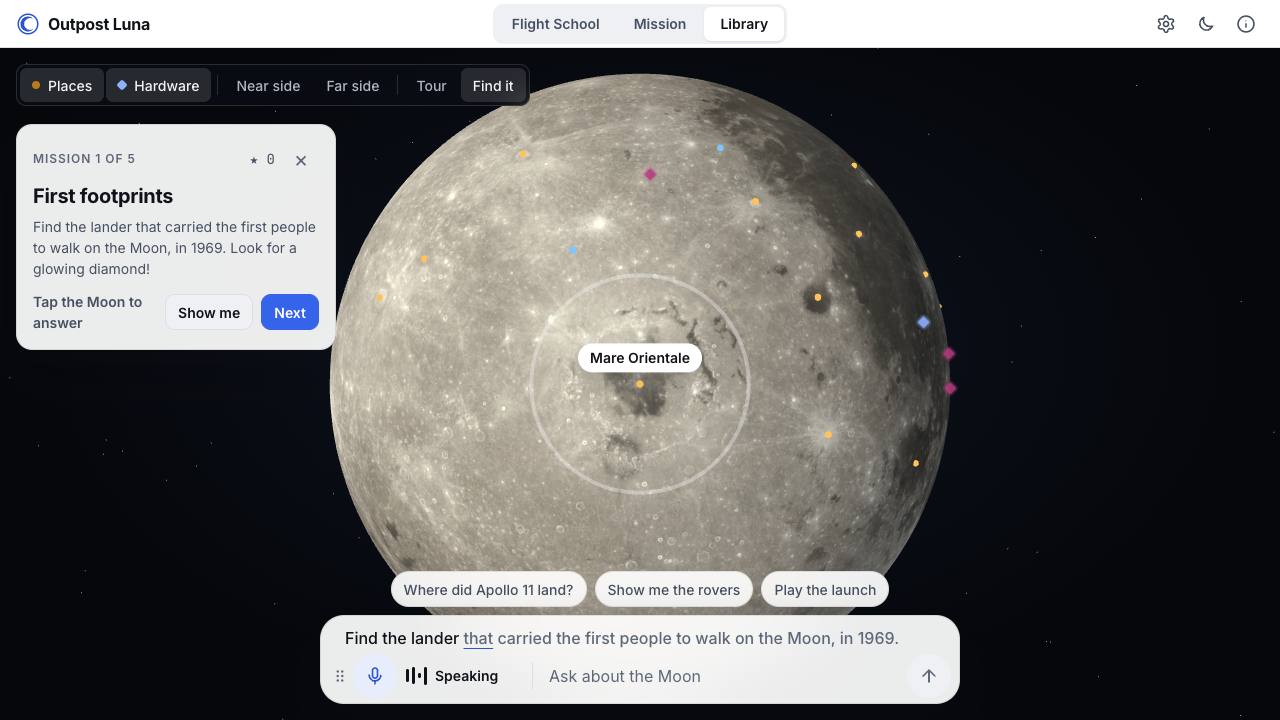 Outpost Luna
Flight School
Mission
Library
Places
Hardware
Near side
Far side
Tour
Find it
MISSION 1 OF 5
★ 0
First footprints
Find the lander that carried the first people
to walk on the Moon, in 1969. Look for a
glowing diamond!
Tap the Moon to
answer
Show me
Next
Mare Orientale
Where did Apollo 11 land?
Show me the rovers
Play the launch
Find the lander that carried the first people to walk on the Moon, in 1969.
Speaking
Ask about the Moon